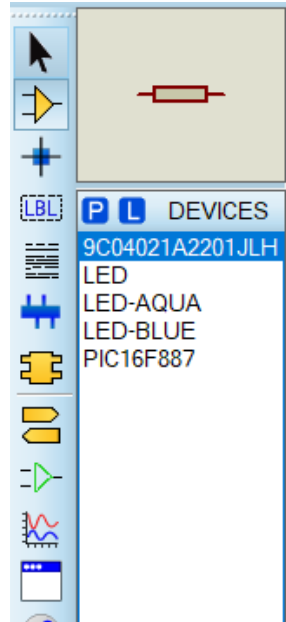 LBL
P L DEVICES
9C04021A2201JLH
LED
LED-AQUA
LED-BLUE
PIC16F887